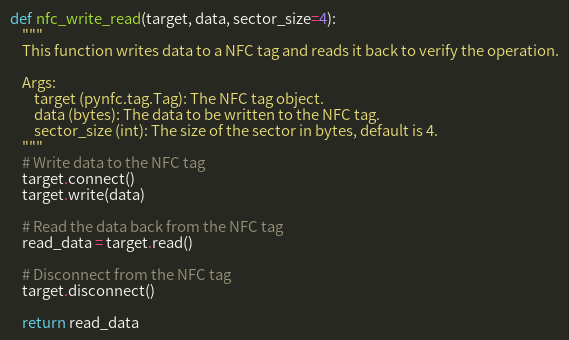 def nfc_write_read(target, data, sector_size=4):
"""
This function writes data to a NFC tag and reads it back to verify the operation.
Args:
target (pynfc.tag.Tag): The NFC tag object.
data (bytes): The data to be written to the NFC tag.
sector_size (int): The size of the sector in bytes, default is 4.
"""
# Write data to the NFC tag
target.connect()
target.write(data)
# Read the data back from the NFC tag
read_data = target.read()
# Disconnect from the NFC tag
target.disconnect()
return read_data